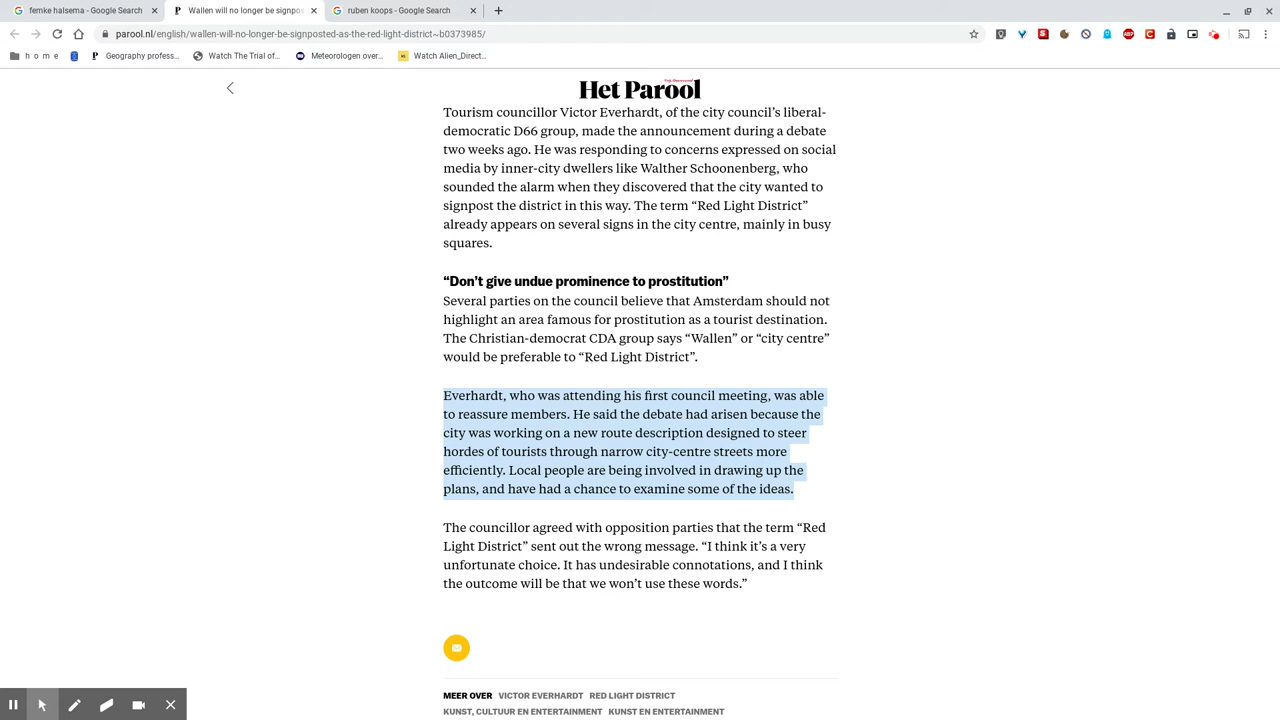 femke halsema - Google Search
Wallen will no longer be signpos
ruben koops - Google Search
parool.nl/english/wallen-will-no-longer-be-signposted-as-the-red-light-district~b0373985/
h o m e
Geography profess...
Watch The Trial of...
Meteorologen over...
Watch Alien_Direct...
Het Parool
Tourism councillor Victor Everhardt, of the city council's liberal-
democratic D66 group, made the announcement during a debate
two weeks ago. He was responding to concerns expressed on social
media by inner-city dwellers like Walther Schoonenberg, who
sounded the alarm when they discovered that the city wanted to
signpost the district in this way. The term “Red Light District”
already appears on several signs in the city centre, mainly in busy
squares.
“Don't give undue prominence to prostitution”
Several parties on the council believe that Amsterdam should not
highlight an area famous for prostitution as a tourist destination.
The Christian-democrat CDA group says “Wallen” or “city centre”
would be preferable to “Red Light District”.
Everhardt, who was attending his first council meeting, was able
to reassure members. He said the debate had arisen because the
city was working on a new route description designed to steer
hordes of tourists through narrow city-centre streets more
efficiently. Local people are being involved in drawing up the
plans, and have had a chance to examine some of the ideas.
The councillor agreed with opposition parties that the term “Red
Light District” sent out the wrong message. “I think it's a very
unfortunate choice. It has undesirable connotations, and I think
the outcome will be that we won't use these words.”
MEER OVER VICTOR EVERHARDT RED LIGHT DISTRICT
KUNST, CULTUUR EN ENTERTAINMENT KUNST EN ENTERTAINMENT